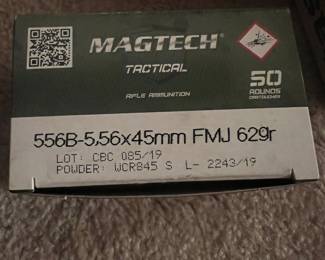 MAGTECH
TACTICAL
RIFLE AMMUNITION
50
ROUNDS
CARTOUCHES
556B-5,56x45mm FMJ 62gr
LOT: CBC 085/19
POWDER: WCR845 S L- 2243/19